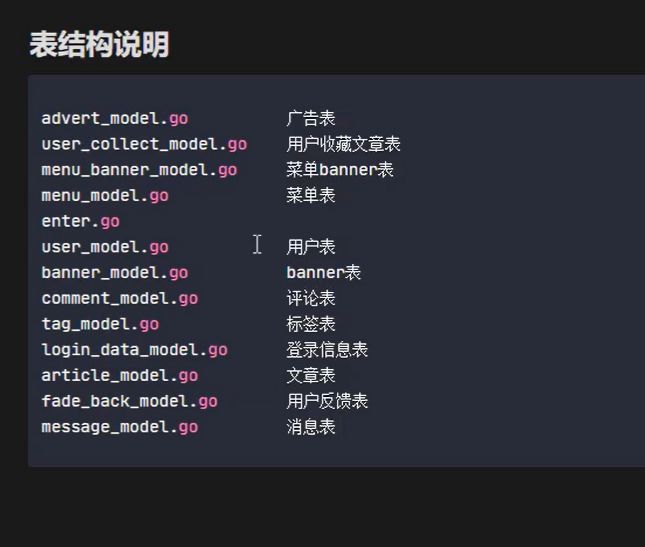 表结构说明
advert_model.go 广告表
user_collect_model.go 用户收藏文章表
menu_banner_model.go 菜单banner表
menu_model.go 菜单表
enter.go
user_model.go 用户表
banner_model.go banner表
comment_model.go 评论表
tag_model.go 标签表
login_data_model.go 登录信息表
article_model.go 文章表
fade_back_model.go 用户反馈表
message_model.go 消息表